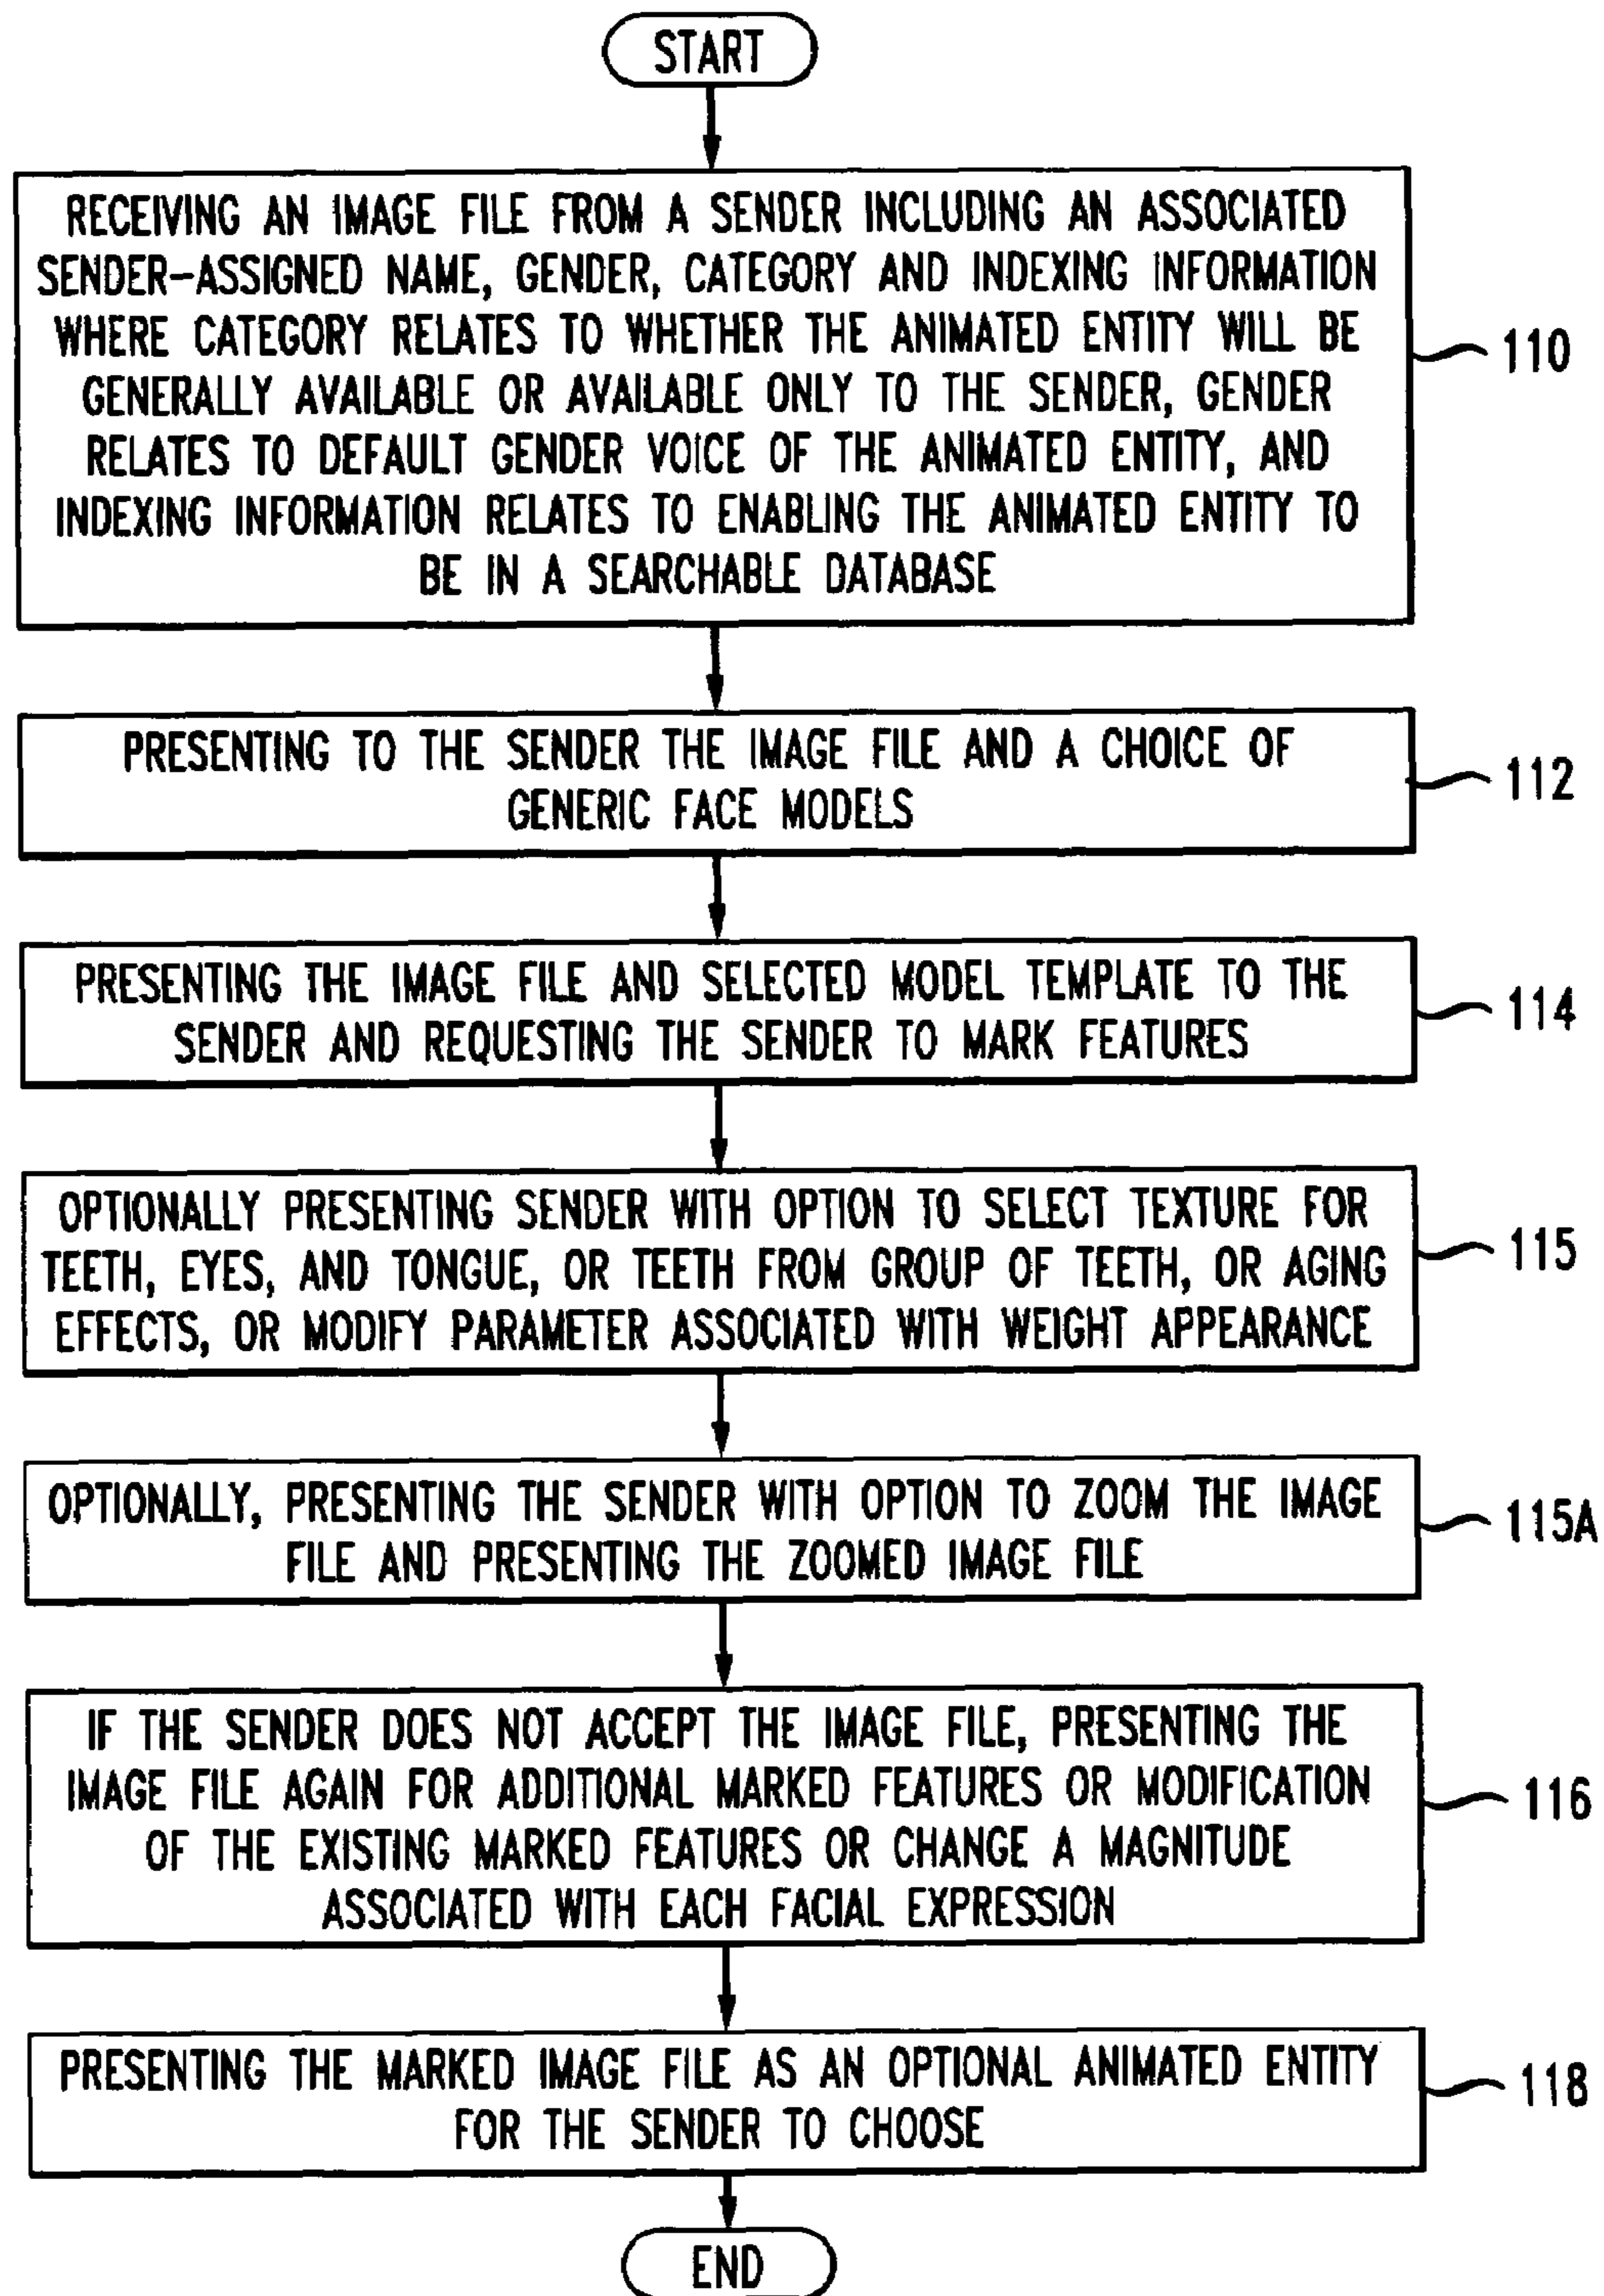 START
RECEIVING AN IMAGE FILE FROM A SENDER INCLUDING AN ASSOCIATED
SENDER-ASSIGNED NAME, GENDER, CATEGORY AND INDEXING INFORMATION
WHERE CATEGORY RELATES TO WHETHER THE ANIMATED ENTITY WILL BE
GENERALLY AVAILABLE OR AVAILABLE ONLY TO THE SENDER, GENDER
RELATES TO DEFAULT GENDER VOICE OF THE ANIMATED ENTITY, AND
INDEXING INFORMATION RELATES TO ENABLING THE ANIMATED ENTITY TO
BE IN A SEARCHABLE DATABASE
110
PRESENTING TO THE SENDER THE IMAGE FILE AND A CHOICE OF
GENERIC FACE MODELS
112
PRESENTING THE IMAGE FILE AND SELECTED MODEL TEMPLATE TO THE
SENDER AND REQUESTING THE SENDER TO MARK FEATURES
114
OPTIONALLY PRESENTING SENDER WITH OPTION TO SELECT TEXTURE FOR
TEETH, EYES, AND TONGUE, OR TEETH FROM GROUP OF TEETH, OR AGING
EFFECTS, OR MODIFY PARAMETER ASSOCIATED WITH WEIGHT APPEARANCE
115
OPTIONALLY, PRESENTING THE SENDER WITH OPTION TO ZOOM THE IMAGE
FILE AND PRESENTING THE ZOOMED IMAGE FILE
115A
IF THE SENDER DOES NOT ACCEPT THE IMAGE FILE, PRESENTING THE
IMAGE FILE AGAIN FOR ADDITIONAL MARKED FEATURES OR MODIFICATION
OF THE EXISTING MARKED FEATURES OR CHANGE A MAGNITUDE
ASSOCIATED WITH EACH FACIAL EXPRESSION
116
PRESENTING THE MARKED IMAGE FILE AS AN OPTIONAL ANIMATED ENTITY
FOR THE SENDER TO CHOOSE
118
END